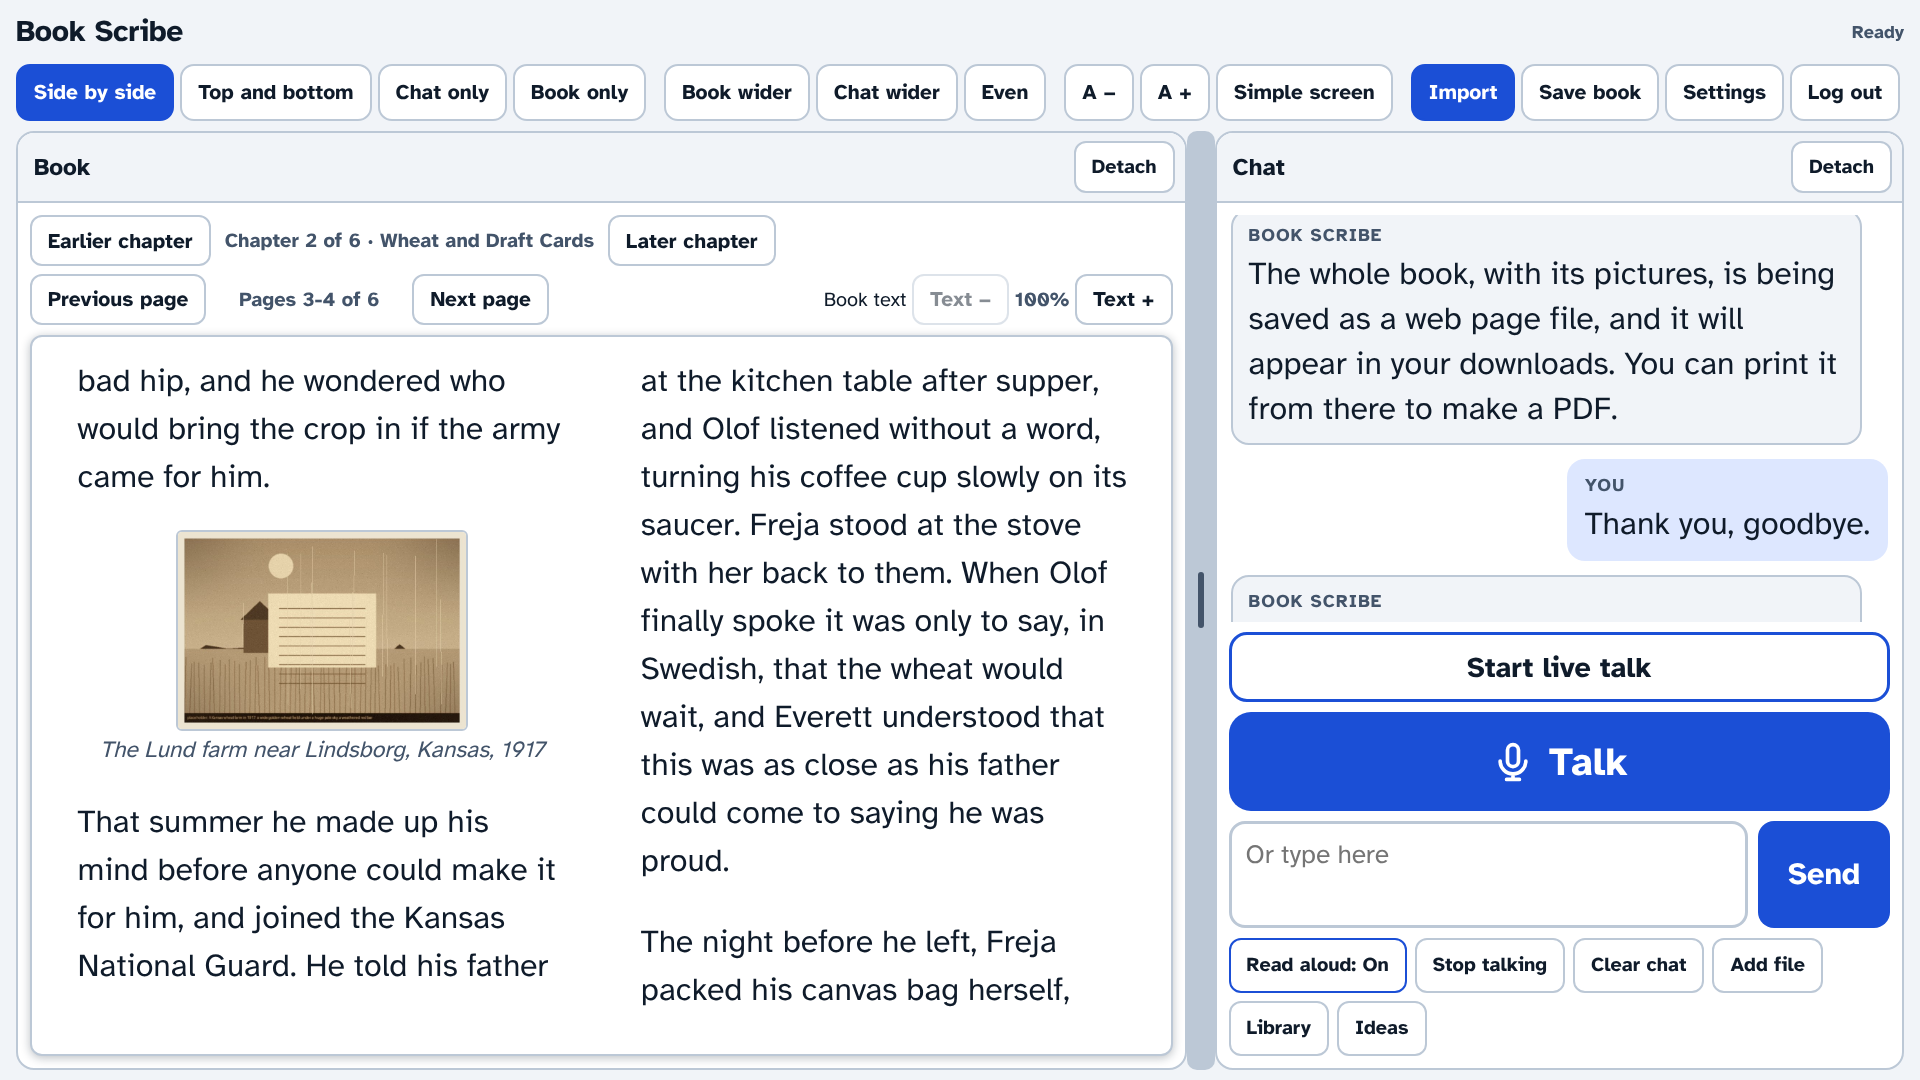 Book Scribe
Ready
Side by side
Top and bottom
Chat only
Book only
Book wider
Chat wider
Even
A –
A +
Simple screen
Import
Save book
Settings
Log out
Book
Detach
Earlier chapter
Chapter 2 of 6 · Wheat and Draft Cards
Later chapter
Previous page
Pages 3-4 of 6
Next page
Book text
Text –
100%
Text +
bad hip, and he wondered who
would bring the crop in if the army
came for him.
The Lund farm near Lindsborg, Kansas, 1917
That summer he made up his
mind before anyone could make it
for him, and joined the Kansas
National Guard. He told his father
at the kitchen table after supper,
and Olof listened without a word,
turning his coffee cup slowly on its
saucer. Freja stood at the stove
with her back to them. When Olof
finally spoke it was only to say, in
Swedish, that the wheat would
wait, and Everett understood that
this was as close as his father
could come to saying he was
proud.
The night before he left, Freja
packed his canvas bag herself,
Chat
Detach
BOOK SCRIBE
The whole book, with its pictures, is being
saved as a web page file, and it will
appear in your downloads. You can print it
from there to make a PDF.
YOU
Thank you, goodbye.
BOOK SCRIBE
Start live talk
Talk
Or type here
Send
Read aloud: On
Stop talking
Clear chat
Add file
Library
Ideas